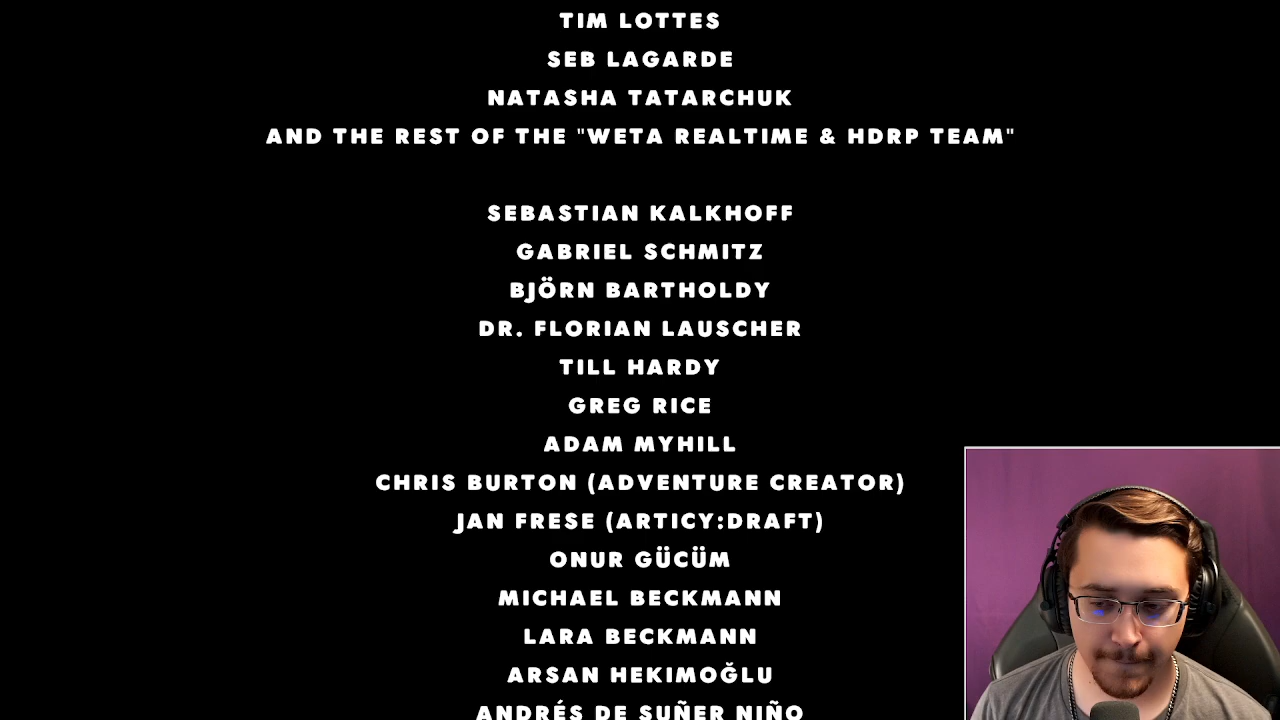 TIM LOTTES
SEB LAGARDE
NATASHA TATARCHUK
AND THE REST OF THE "WETA REALTIME & HDRP TEAM"
SEBASTIAN KALKHOFF
GABRIEL SCHMITZ
BJÖRN BARTHOLDY
DR. FLORIAN LAUSCHER
TILL HARDY
GREG RICE
ADAM MYHILL
CHRIS BURTON (ADVENTURE CREATOR)
JAN FRESE (ARTICY:DRAFT)
ONUR GÜCÜM
MICHAEL BECKMANN
LARA BECKMANN
ARSAN HEKIMOĞLU
ANDRÉS DE SUÑER NIÑO